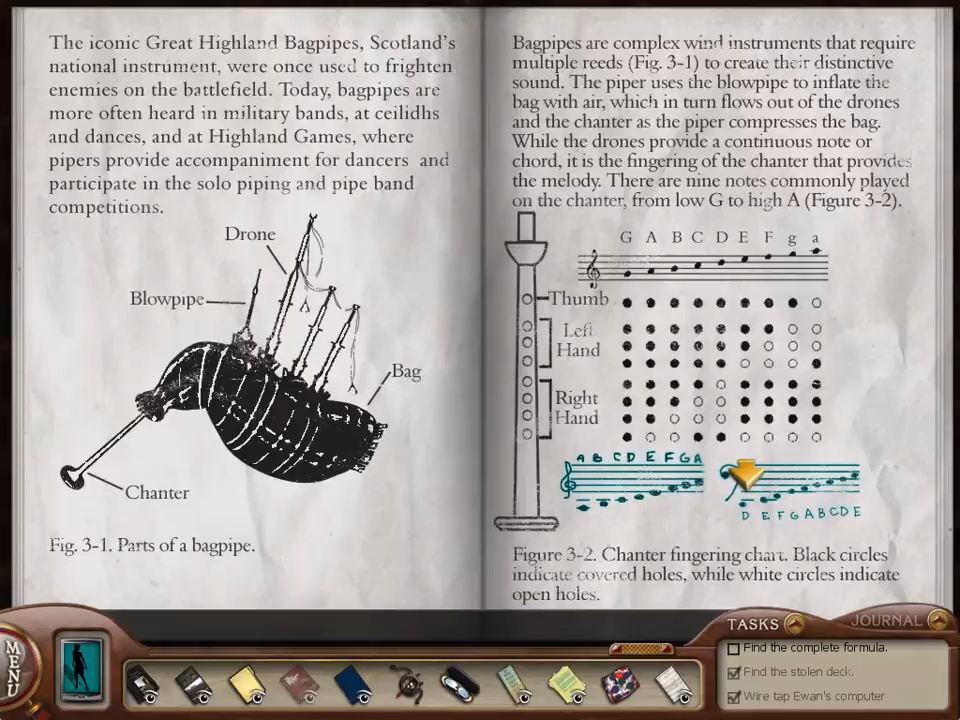 The iconic Great Highland Bagpipes, Scotland's
national instrument, were once used to frighten
enemies on the battlefield. Today, bagpipes are
more often heard in military bands, at ceilidhs
and dances, and at Highland Games, where
pipers provide accompaniment for dancers and
participate in the solo piping and pipe band
competitions.
Drone
Blowpipe
Bag
Chanter
Fig. 3-1. Parts of a bagpipe.
Bagpipes are complex wind instruments that require
multiple reeds (Fig. 3-1) to create their distinctive
sound. The piper uses the blowpipe to inflate the
bag with air, which in turn flows out of the drones
and the chanter as the piper compresses the bag.
While the drones provide a continuous note or
chord, it is the fingering of the chanter that provides
the melody. There are nine notes commonly played
on the chanter, from low G to high A (Figure 3-2).
G A B C D E F g a
Thumb
Left
Hand
Right
Hand
A B C D E F G A
D E F G A B C D E
Figure 3-2. Chanter fingering chart. Black circles
indicate covered holes, while white circles indicate
open holes.
MENU
TASKS
JOURNAL
Find the complete formula.
Find the stolen deck.
Wire tap Ewan's computer